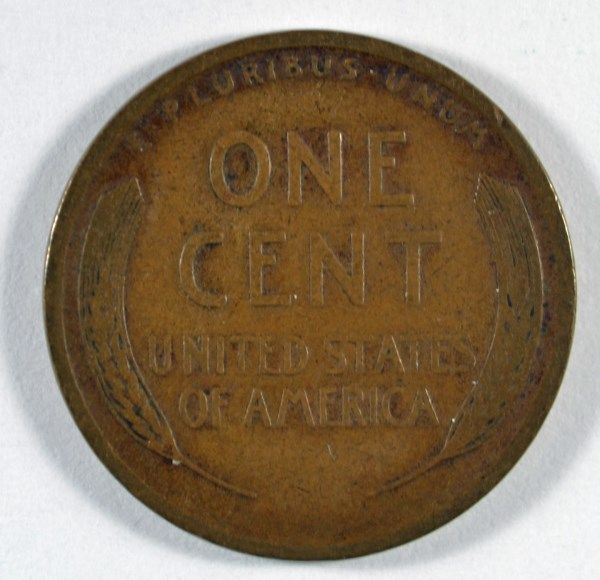 E·PLURIBUS·UNUM
ONE
CENT
UNITED STATES
OF AMERICA